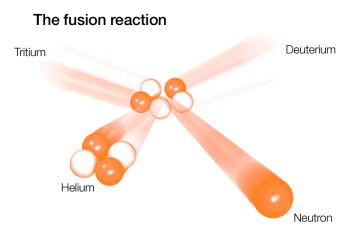 The fusion reaction
Tritium
Deuterium
Helium
Neutron